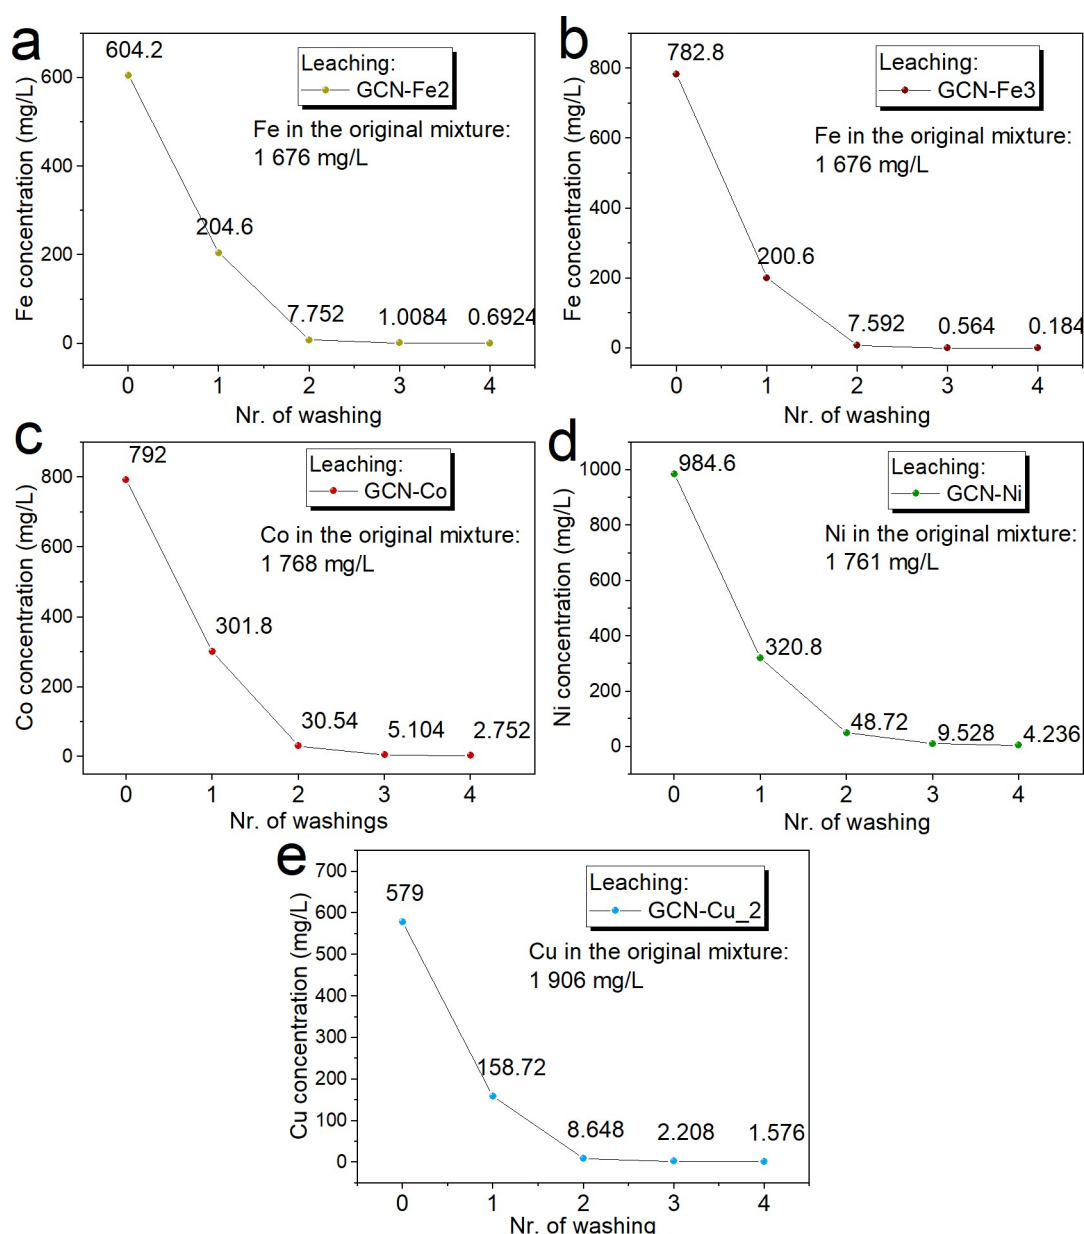 a
604.2
Leaching:
GCN-Fe2
Fe in the original mixture:
1 676 mg/L
204.6
7.752
1.0084
0.6924
600
400
200
0
Fe concentration (mg/L)
0 1 2 3 4
Nr. of washing
b
782.8
Leaching:
GCN-Fe3
Fe in the original mixture:
1 676 mg/L
200.6
7.592
0.564
0.184
800
600
400
200
0
Fe concentration (mg/L)
0 1 2 3 4
Nr. of washing
c
792
Leaching:
GCN-Co
Co in the original mixture:
1 768 mg/L
301.8
30.54
5.104
2.752
800
600
400
200
0
Co concentration (mg/L)
0 1 2 3 4
Nr. of washings
d
984.6
Leaching:
GCN-Ni
Ni in the original mixture:
1 761 mg/L
320.8
48.72
9.528
4.236
1000
800
600
400
200
0
Ni concentration (mg/L)
0 1 2 3 4
Nr. of washing
e
579
Leaching:
GCN-Cu_2
Cu in the original mixture:
1 906 mg/L
158.72
8.648
2.208
1.576
700
600
500
400
300
200
100
0
Cu concentration (mg/L)
0 1 2 3 4
Nr. of washing